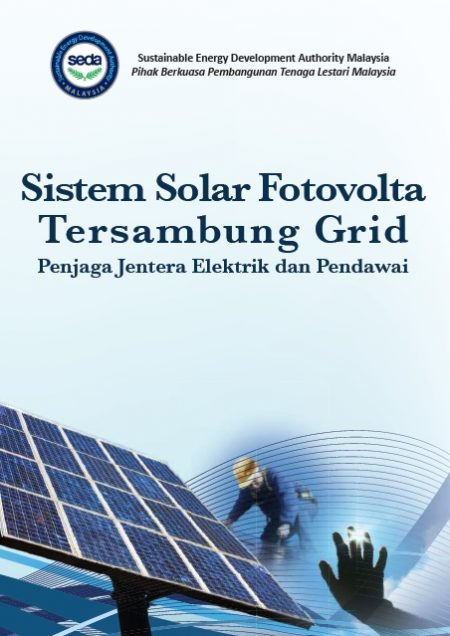 Sustainable Energy Development Authority
seda
• MALAYSIA •
Sustainable Energy Development Authority Malaysia
Pihak Berkuasa Pembangunan Tenaga Lestari Malaysia
Sistem Solar Fotovolta
Tersambung Grid
Penjaga Jentera Elektrik dan Pendawai